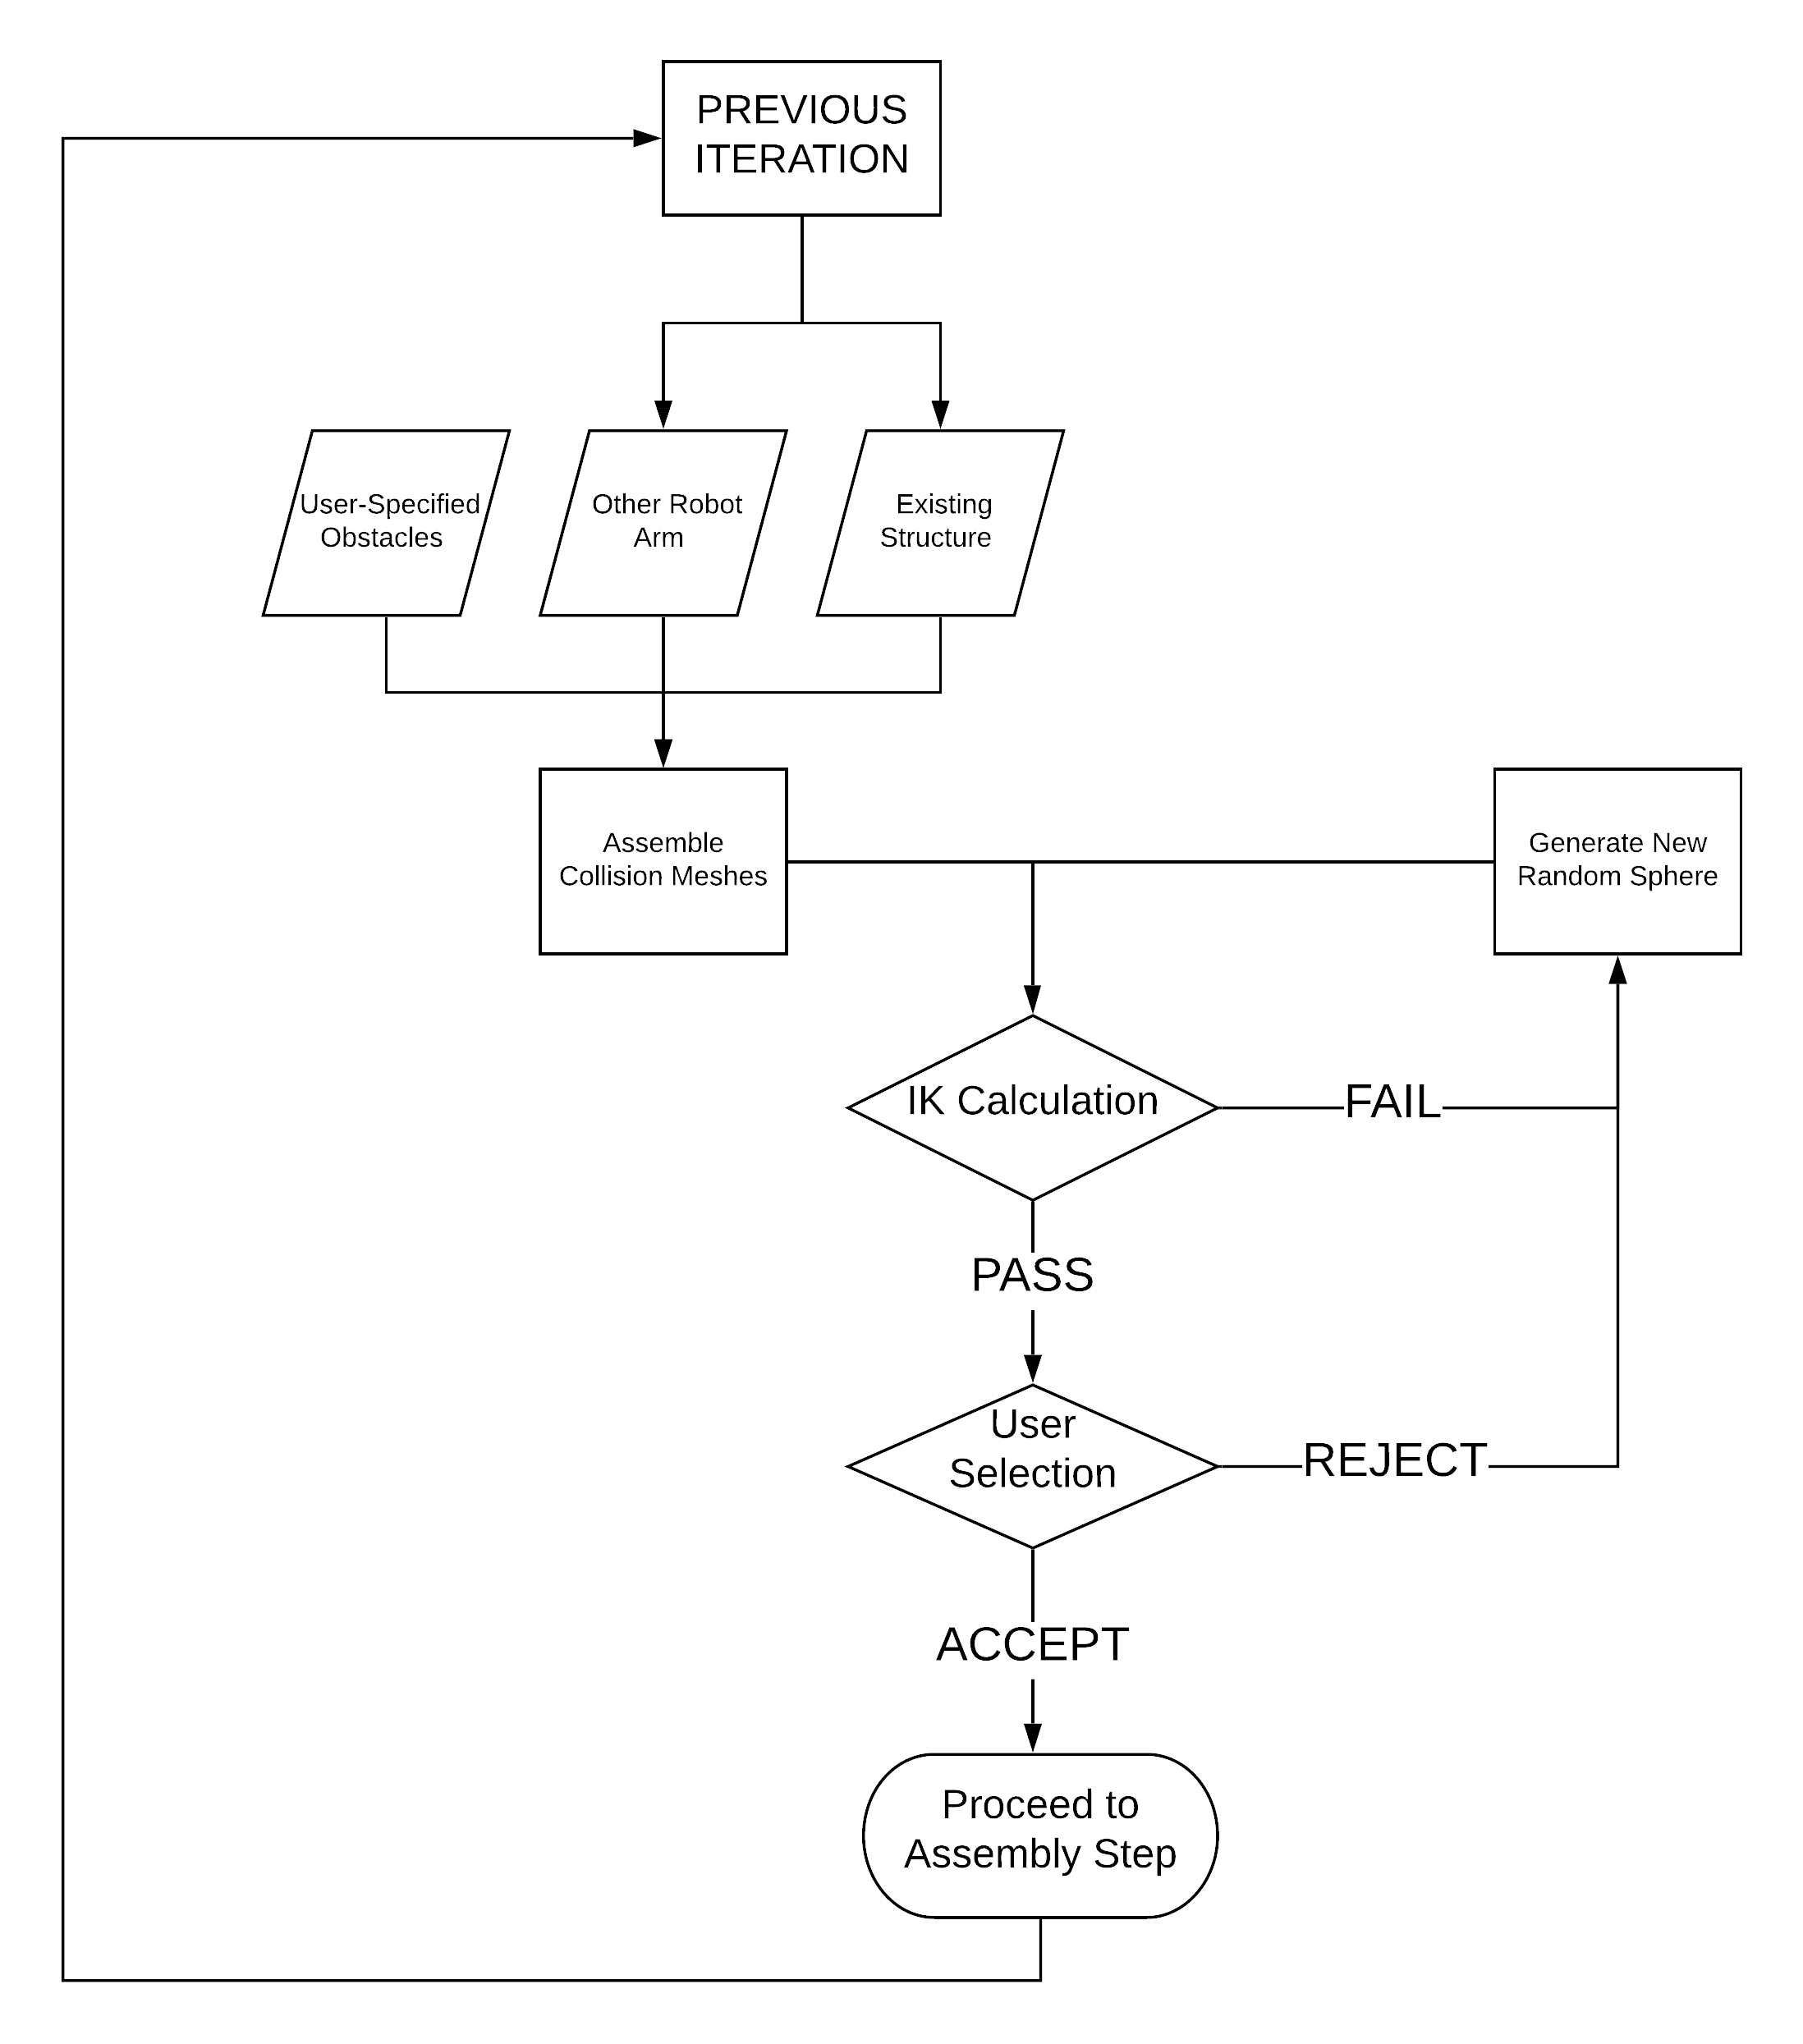 PREVIOUS
ITERATION
User-Specified
Obstacles
Other Robot
Arm
Existing
Structure
Assemble
Collision Meshes
Generate New
Random Sphere
IK Calculation
FAIL
PASS
User
Selection
REJECT
ACCEPT
Proceed to
Assembly Step